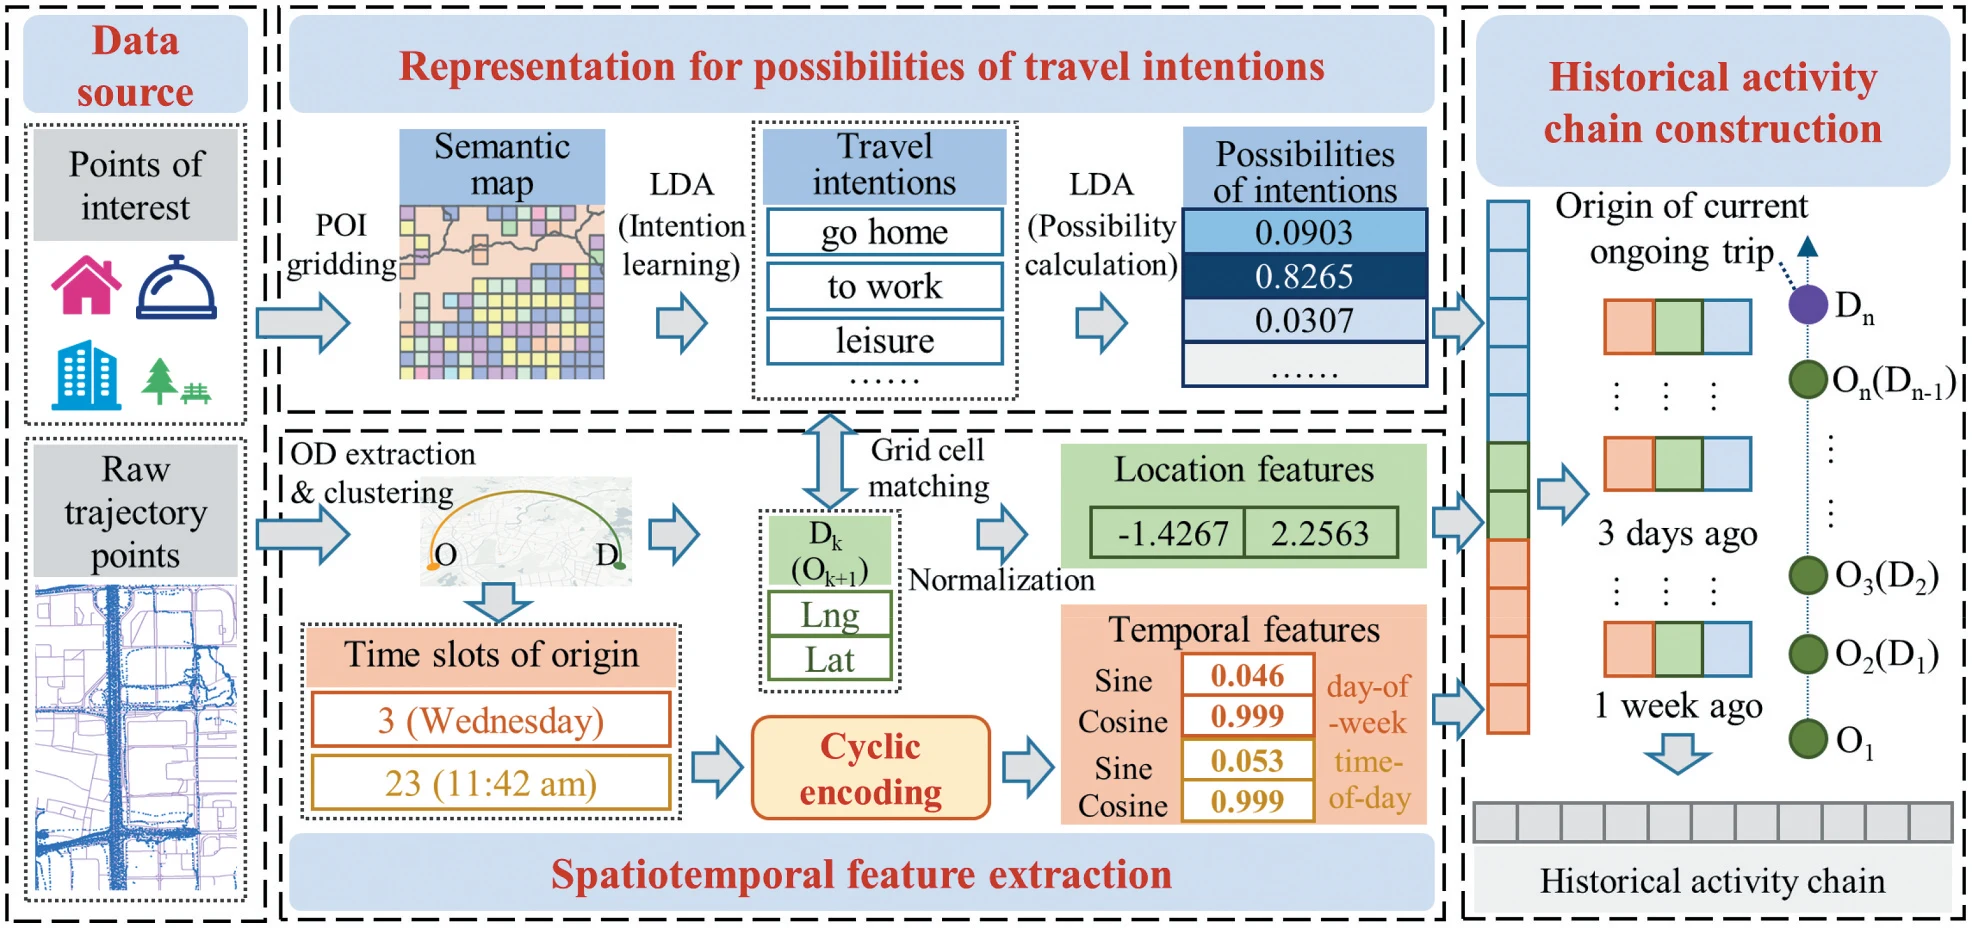 Data
source
Points of
interest
Raw
trajectory
points
Representation for possibilities of travel intentions
POI
gridding
Semantic
map
LDA
(Intention
learning)
Travel
intentions
go home
to work
leisure
......
LDA
(Possibility
calculation)
Possibilities
of intentions
0.0903
0.8265
0.0307
......
OD extraction
& clustering
O
D
Grid cell
matching
Dk
(Ok+1)
Lng
Lat
Normalization
Location features
-1.4267 2.2563
Time slots of origin
3 (Wednesday)
23 (11:42 am)
Cyclic
encoding
Temporal features
Sine 0.046
Cosine 0.999
day-of
-week
Sine 0.053
Cosine 0.999
time-
of-day
Spatiotemporal feature extraction
Historical activity
chain construction
Origin of current
ongoing trip
Dn
On(Dn-1)
3 days ago
O3(D2)
O2(D1)
1 week ago
O1
Historical activity chain